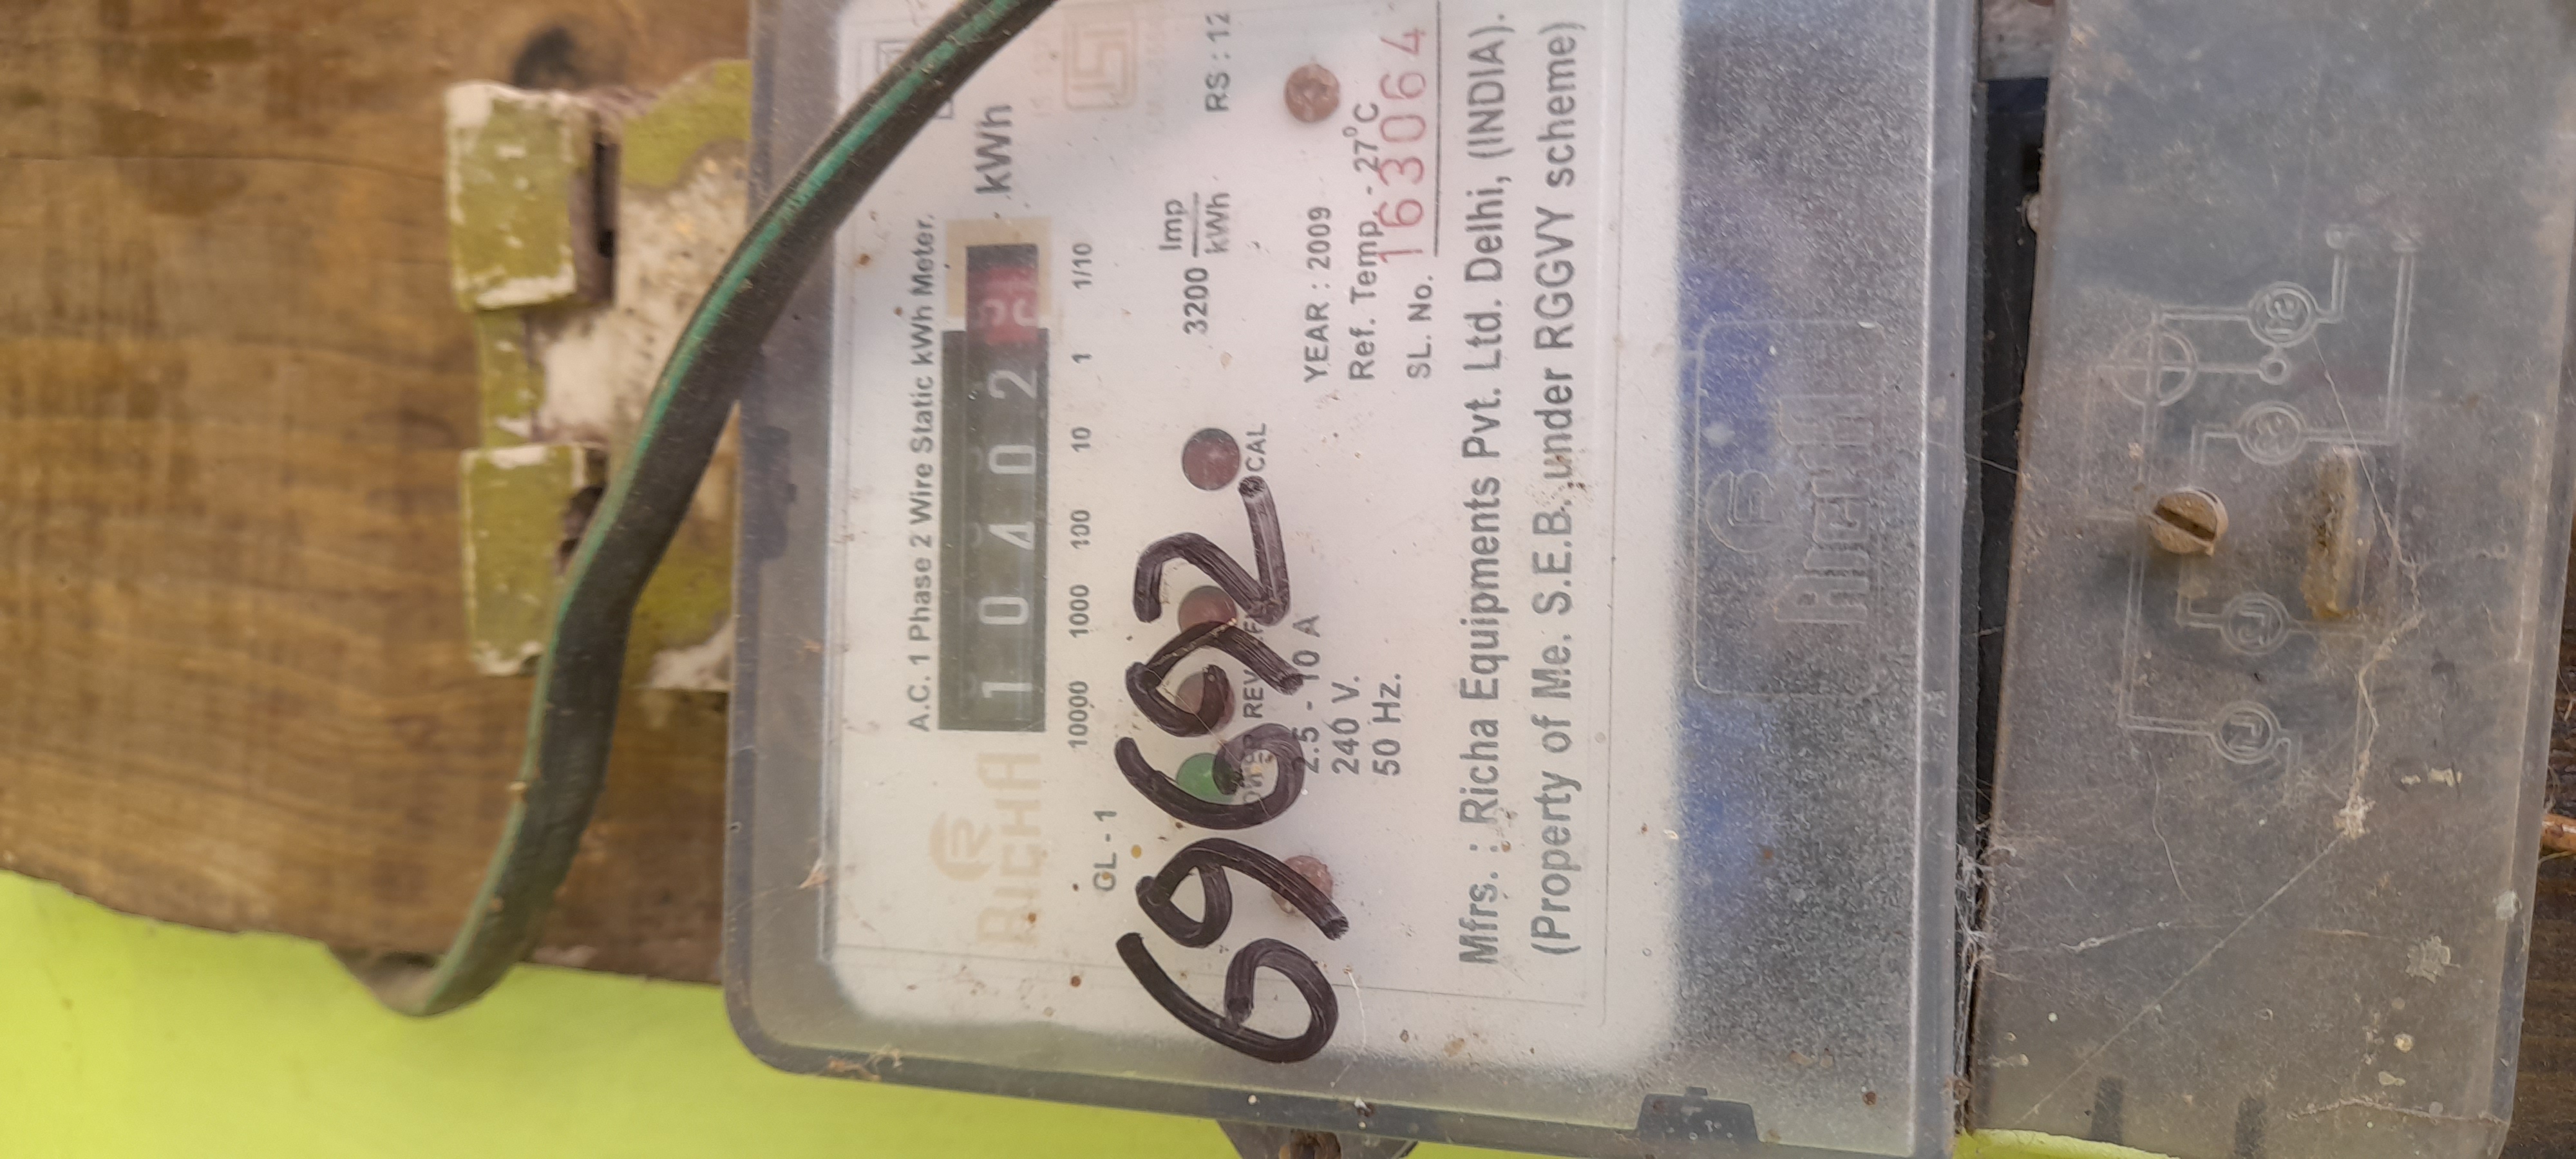 A.C. 1 Phase 2 Wire Static kWh Meter.
1 0 4 0 2
kWh
10000 1000 100 10 1 1/10
RICHA
GL - 1
3200 Imp/kWh
RS : 12
69692
CAL
2.5 - 10 A
240 V.
50 Hz.
YEAR : 2009
Ref. Temp. - 27°C
SL. No. 163064
Mfrs. : Richa Equipments Pvt. Ltd. Delhi, (INDIA).
(Property of Me. S.E.B. under RGGVY scheme)
RICHA